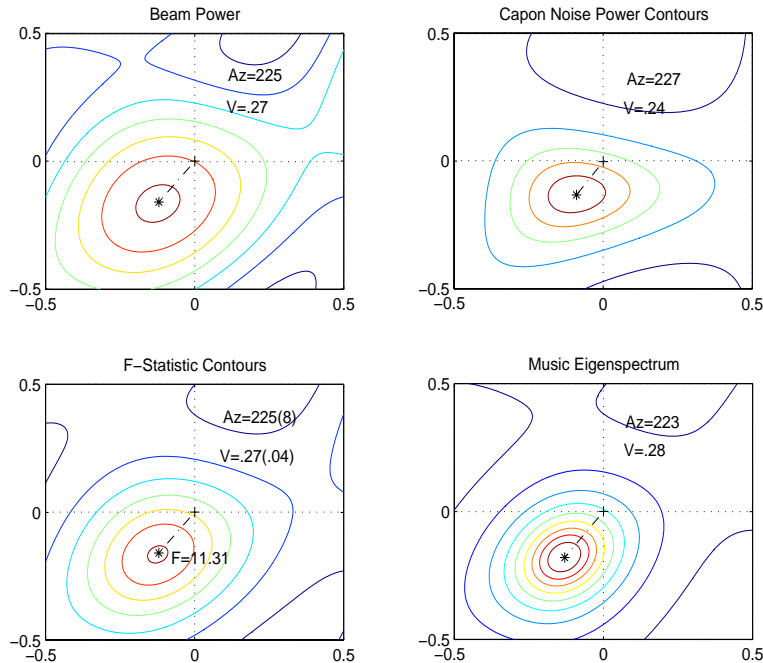 Beam Power
0.5
Az=225
V=.27
0
−0.5
−0.5
0
0.5
Capon Noise Power Contours
0.5
Az=227
V=.24
0
−0.5
−0.5
0
0.5
F−Statistic Contours
0.5
Az=225(8)
V=.27(.04)
0
F=11.31
−0.5
−0.5
0
0.5
Music Eigenspectrum
0.5
Az=223
V=.28
0
−0.5
−0.5
0
0.5